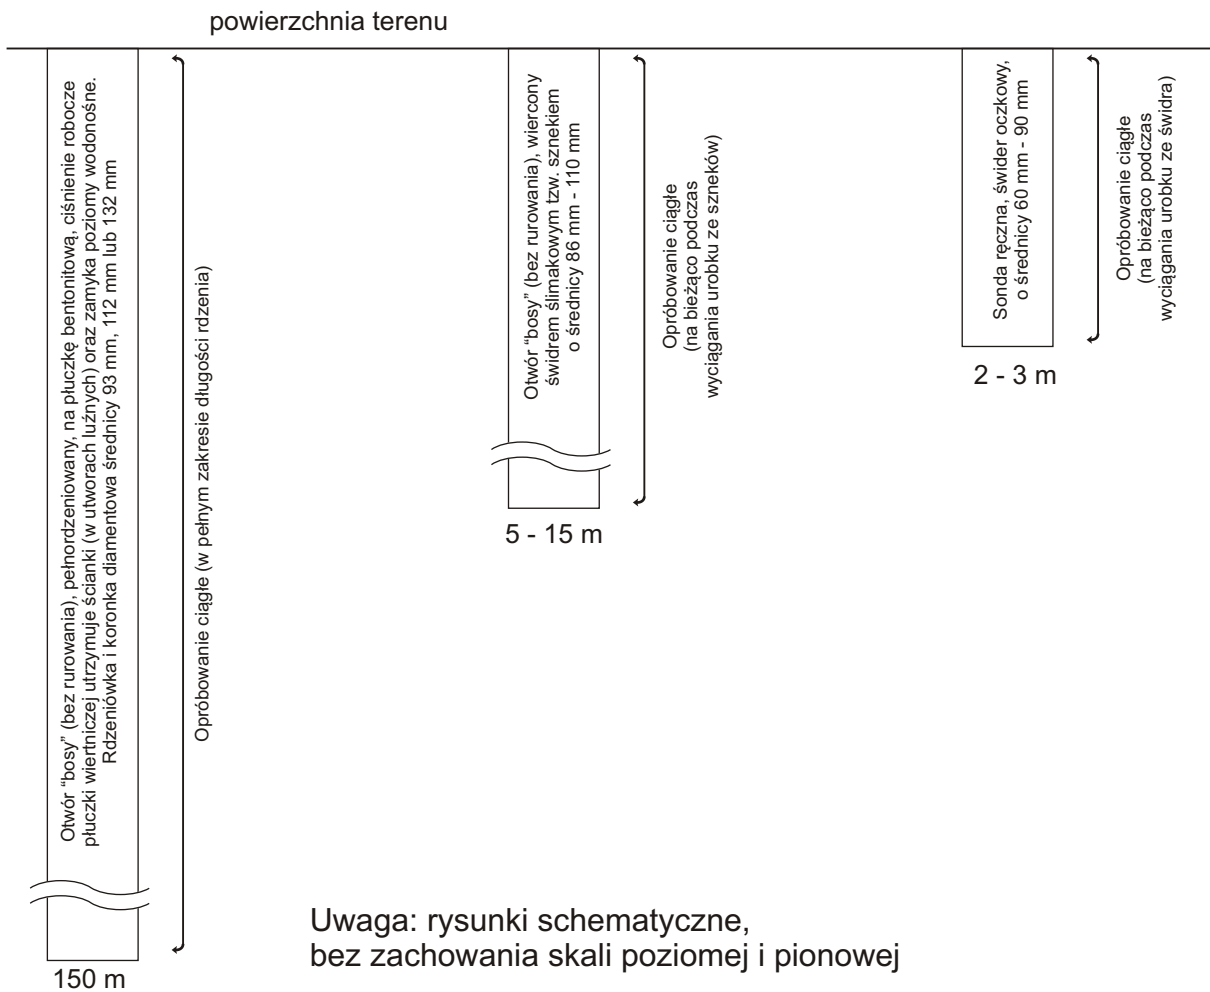 powierzchnia terenu
Otwór "bosy" (bez rurowania), pełnordzeniowany, na płuczkę bentonitową, ciśnienie robocze
płuczki wiertniczej utrzymuje ścianki (w utworach luźnych) oraz zamyka poziomy wodonośne.
Rdzeniówka i koronka diamentowa średnicy 93 mm, 112 mm lub 132 mm
Opróbowanie ciągłe (w pełnym zakresie długości rdzenia)
150 m
Otwór "bosy" (bez rurowania), wiercony
świdrem ślimakowym tzw. sznekiem
o średnicy 86 mm - 110 mm
Opróbowanie ciągłe
(na bieżąco podczas
wyciągania urobku ze szneków)
5 - 15 m
Sonda ręczna, świder oczkowy,
o średnicy 60 mm - 90 mm
Opróbowanie ciągłe
(na bieżąco podczas
wyciągania urobku ze świdra)
2 - 3 m
Uwaga: rysunki schematyczne,
bez zachowania skali poziomej i pionowej